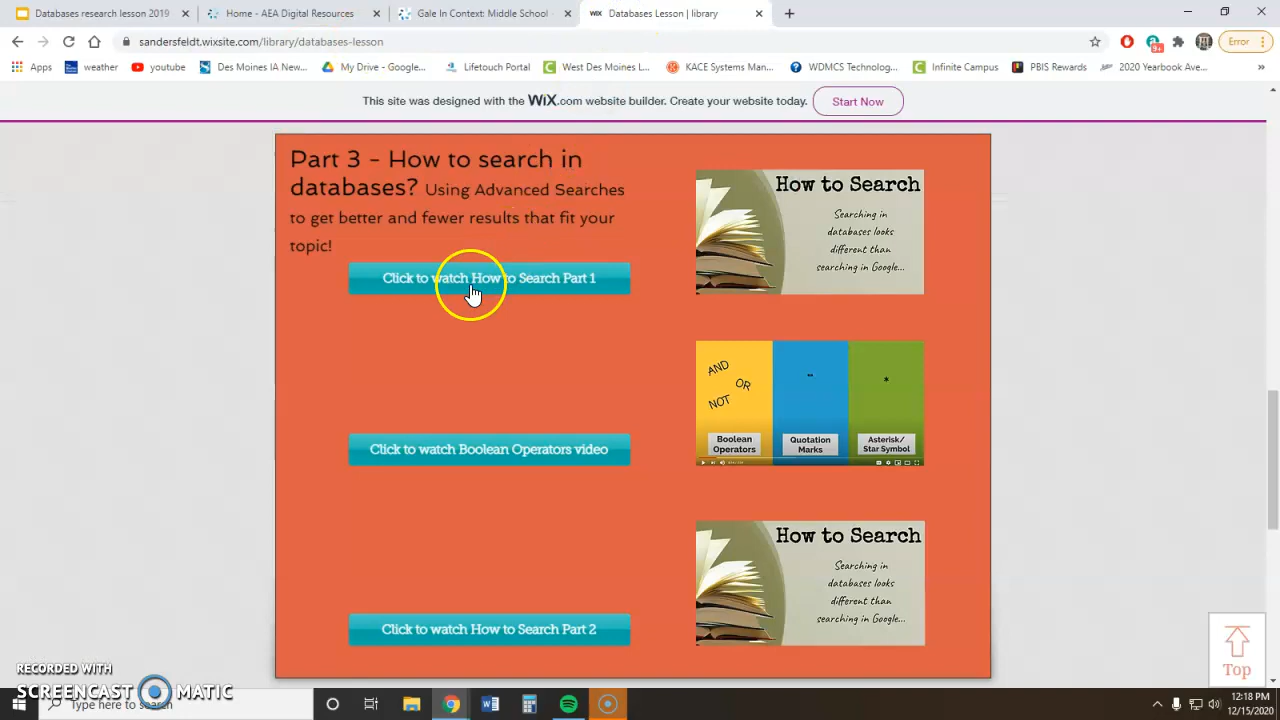 Databases research lesson 2019
Home - AEA Digital Resources
Gale In Context: Middle School -
WiX
Databases Lesson | library
sandersfeldt.wixsite.com/library/databases-lesson
9+
Error
Apps
weather
youtube
Des Moines IA New...
My Drive - Google...
Lifetouch Portal
West Des Moines L...
KACE Systems Man...
WDMCS Technolog...
Infinite Campus
PBIS Rewards
2020 Yearbook Ave...
»
This site was designed with the WiX.com website builder. Create your website today.
Start Now
Part 3 - How to search in
databases? Using Advanced Searches
to get better and fewer results that fit your
topic!
Click to watch How to Search Part 1
How to Search
Searching in
databases looks
different than
searching in Google...
AND
OR
NOT
""
*
Boolean
Operators
Quotation
Marks
Asterisk/
Star Symbol
Click to watch Boolean Operators video
How to Search
Searching in
databases looks
different than
searching in Google...
Click to watch How to Search Part 2
Top
RECORDED WITH
SCREENCAST MATIC
Type here to search
12:18 PM
12/15/2020